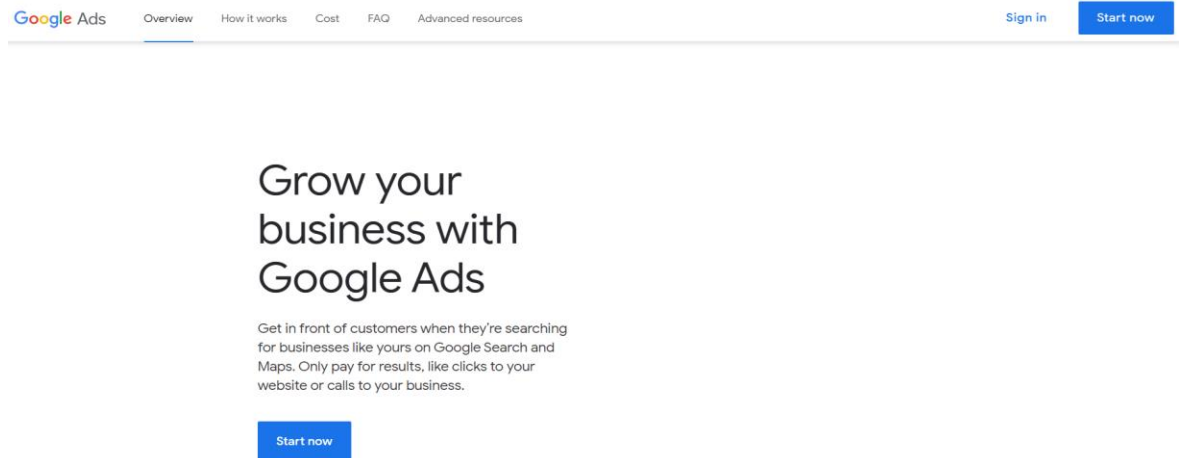 Google Ads Overview How it works Cost FAQ Advanced resources Sign in Start now
Grow your
business with
Google Ads
Get in front of customers when they're searching
for businesses like yours on Google Search and
Maps. Only pay for results, like clicks to your
website or calls to your business.
Start now